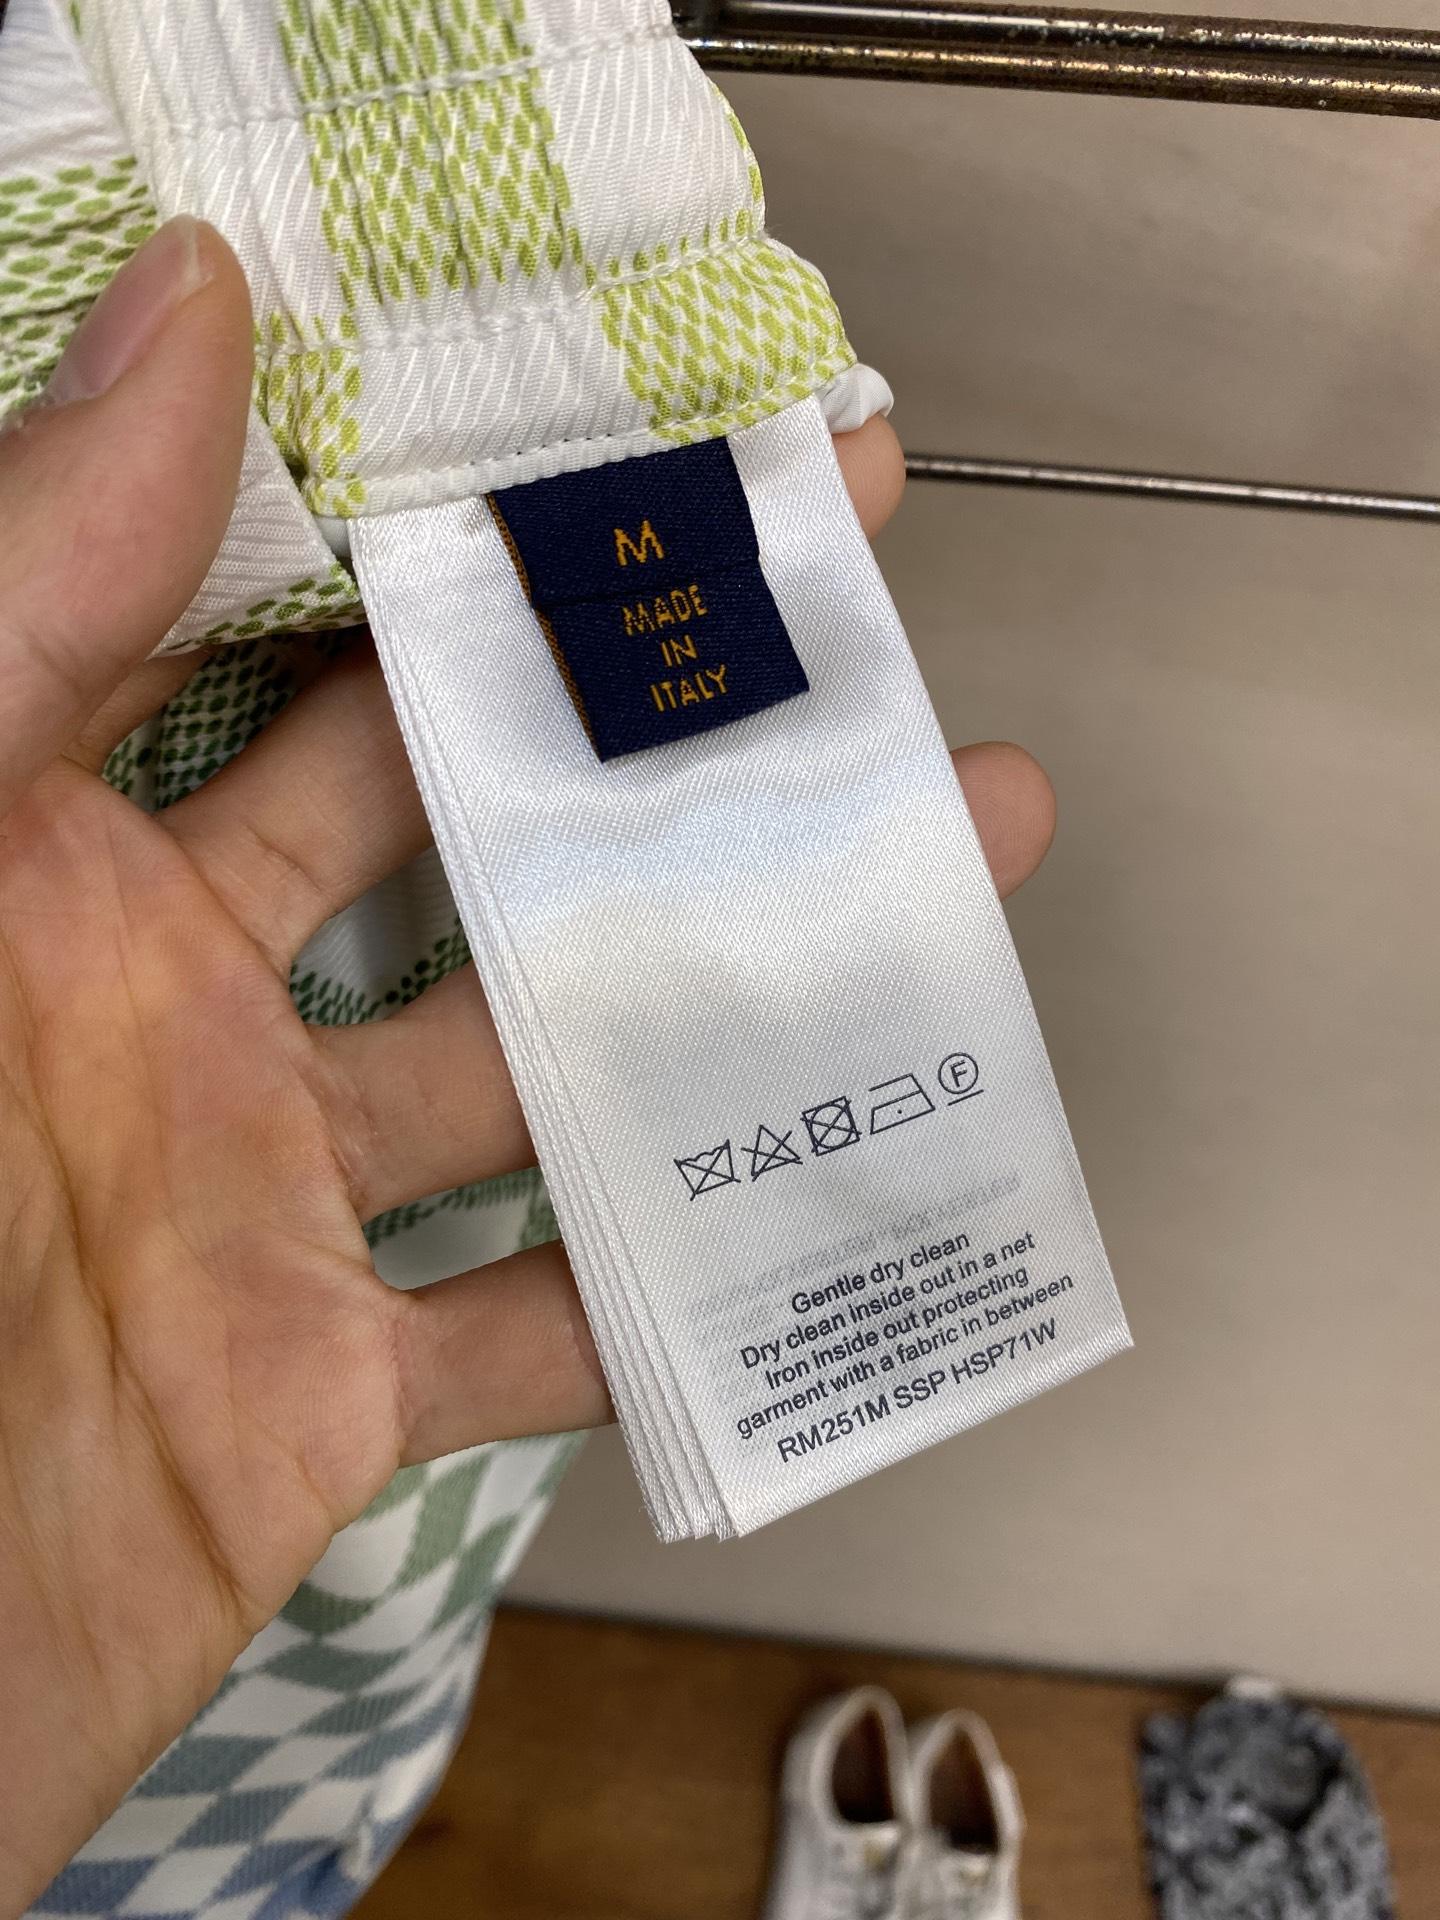 M
MADE
IN
ITALY
F
Gentle dry clean
Dry clean inside out in a net
Iron inside out protecting
garment with a fabric in between
RM251M SSP HSP71W